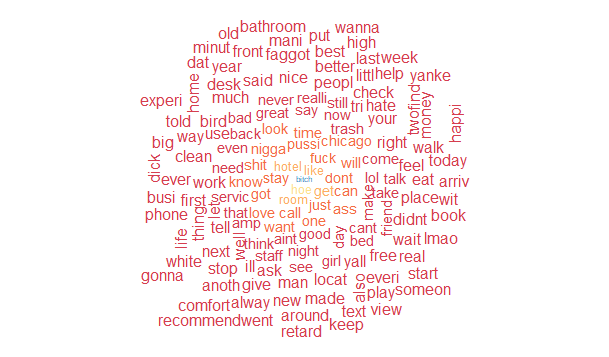 bathroom
old
mani put wanna
minut front faggot best high
dat year desk said nice peopl better last week
home littl help yanke
experi much never realli still check twofind money
told bird bad great say now tri hate your happi
big way use back look time trash
dick clean even nigga pussi chicago right walk
need shit hotel like fuck will come feel today
ever work know stay bitch dont lol talk eat arriv
busi first servic got hoe get can take place wit
phone let that love call room just ass make friend didnt book
life thing tell amp want one cant
white next well think aint good day bed wait lmao
gonna stop ill staff night girl yall free real
anoth give ask see man locat also everi start
comfort alway new made play someon
recommend went around text view
retard keep